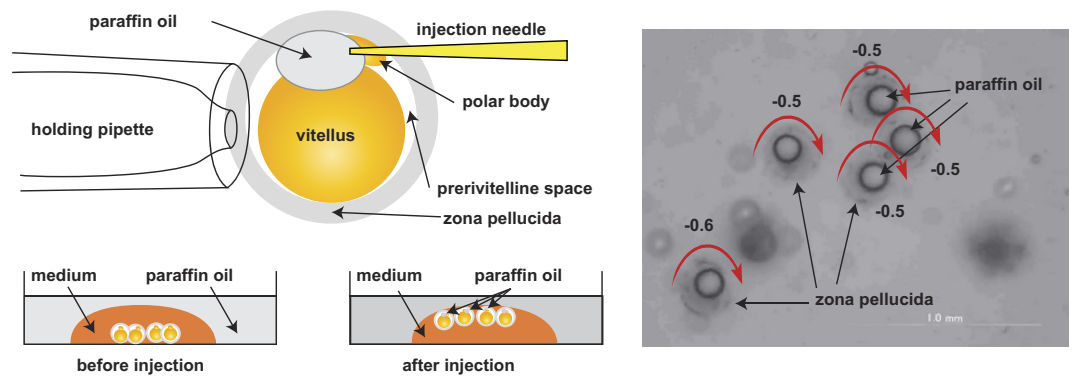 paraffin oil
injection needle
polar body
holding pipette
vitellus
prerivitelline space
zona pellucida
medium
paraffin oil
before injection
medium
paraffin oil
after injection
-0.5
paraffin oil
-0.5
-0.5
-0.5
-0.6
zona pellucida
1.0 mm